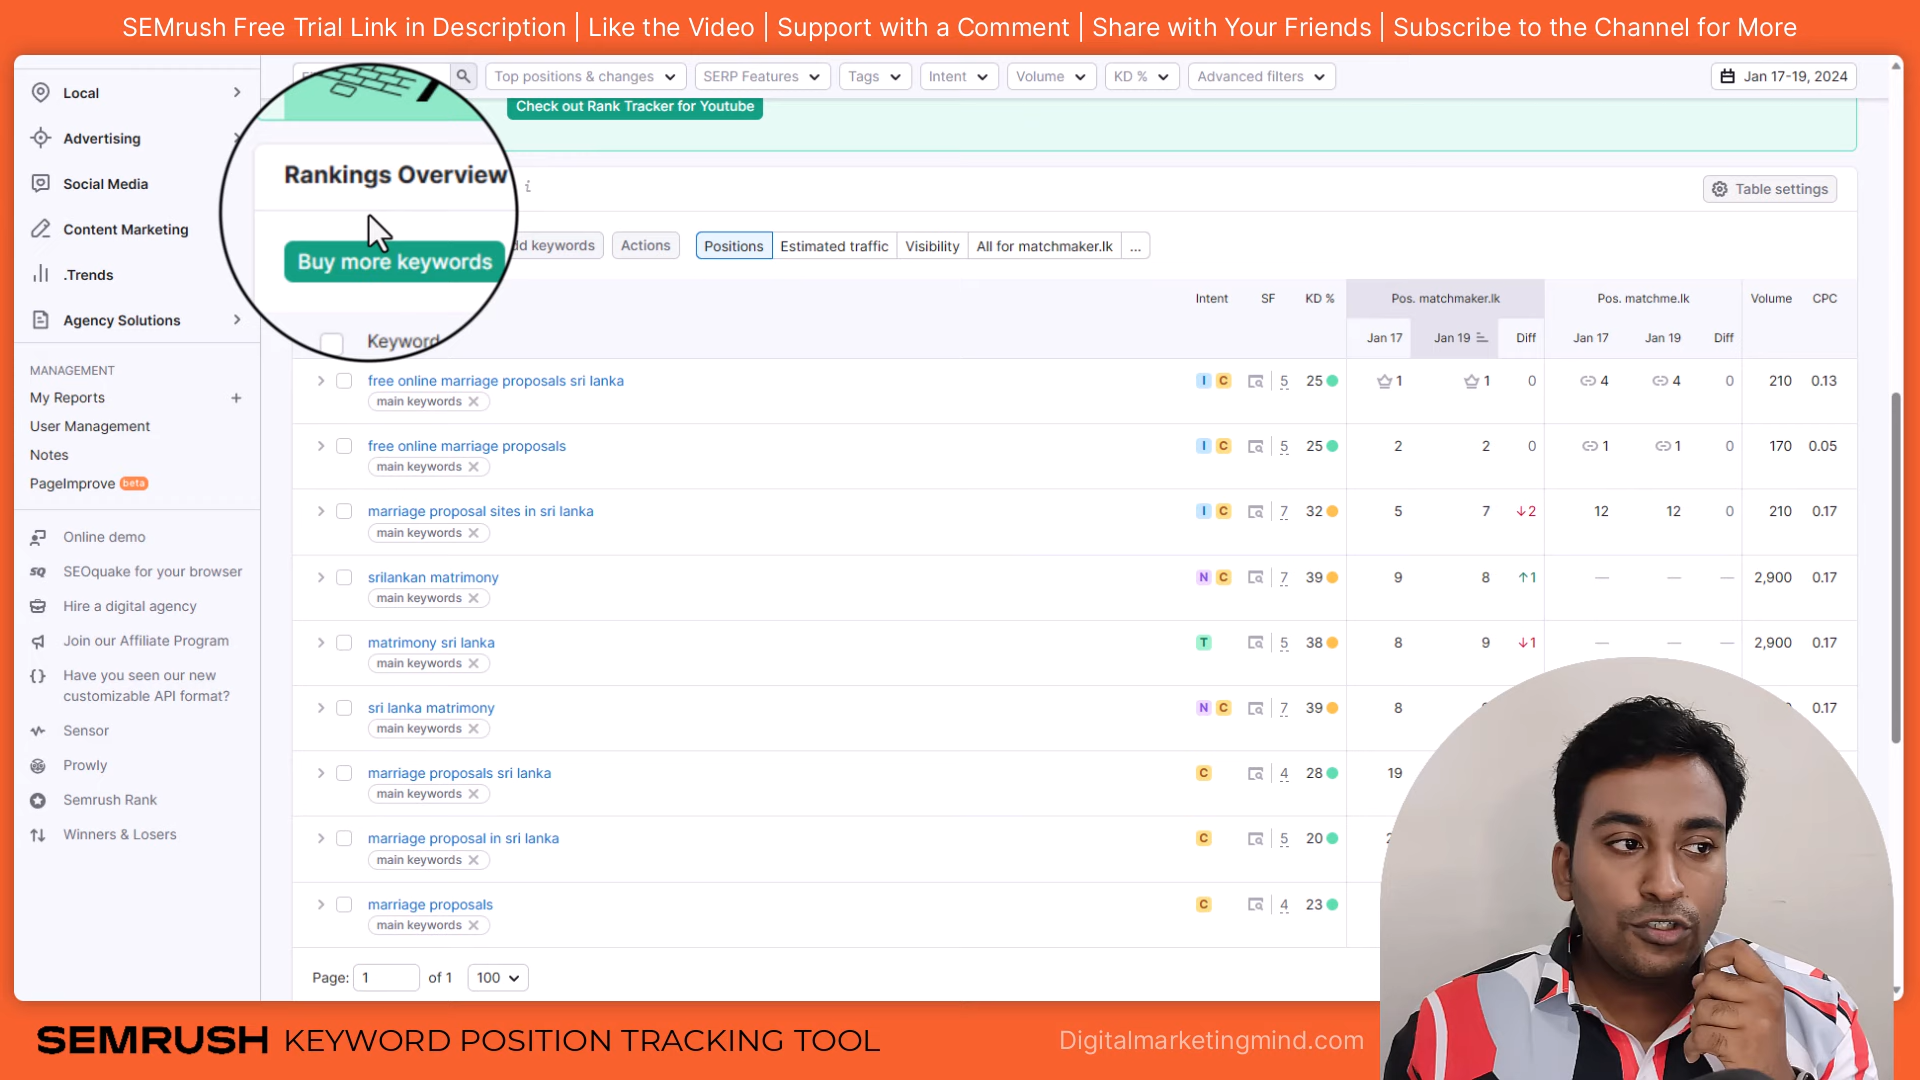 SEMrush Free Trial Link in Description | Like the Video | Support with a Comment | Share with Your Friends | Subscribe to the Channel for More
Top positions & changes SERP Features Tags Intent Volume KD % Advanced filters Jan 17-19, 2024
Check out Rank Tracker for Youtube
Local
Advertising
Social Media
Content Marketing
.Trends
Agency Solutions
MANAGEMENT
My Reports +
User Management
Notes
PageImprove beta
Online demo
SEOquake for your browser
Hire a digital agency
Join our Affiliate Program
Have you seen our new
customizable API format?
Sensor
Prowly
Semrush Rank
Winners & Losers
Rankings Overview i Table settings
Buy more keywords keywords Actions Positions Estimated traffic Visibility All for matchmaker.lk ...
Intent SF KD % Pos. matchmaker.lk Pos. matchme.lk Volume CPC
Keyword Jan 17 Jan 19 Diff Jan 17 Jan 19 Diff
free online marriage proposals sri lanka I C 5 25 1 1 0 4 4 0 210 0.13
main keywords
free online marriage proposals I C 5 25 2 2 0 1 1 0 170 0.05
main keywords
marriage proposal sites in sri lanka I C 7 32 5 7 ↓2 12 12 0 210 0.17
main keywords
srilankan matrimony N C 7 39 9 8 ↑1 — — — 2,900 0.17
main keywords
matrimony sri lanka T 5 38 8 9 ↓1 — — — 2,900 0.17
main keywords
sri lanka matrimony N C 7 39 8 0.17
main keywords
marriage proposals sri lanka C 4 28 19
main keywords
marriage proposal in sri lanka C 5 20
main keywords
marriage proposals C 4 23
main keywords
Page: 1 of 1 100
SEMRUSH KEYWORD POSITION TRACKING TOOL
Digitalmarketingmind.com